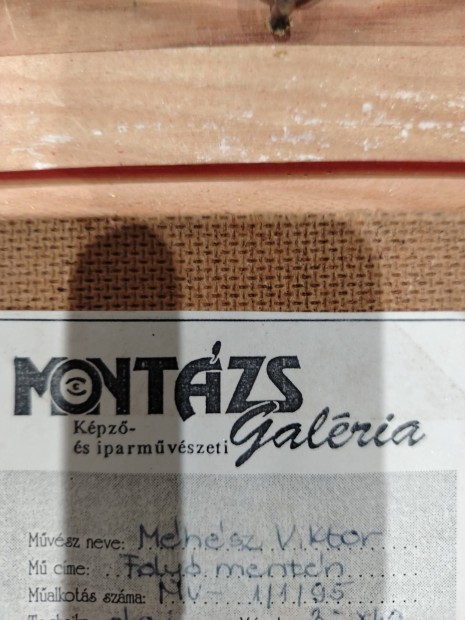 MONTÁZS
Galéria
Képző-
és iparművészeti
Művész neve: Méhész Viktor
Mű címe: Folyó mentén
Műalkotás száma: MV- 1/1/95